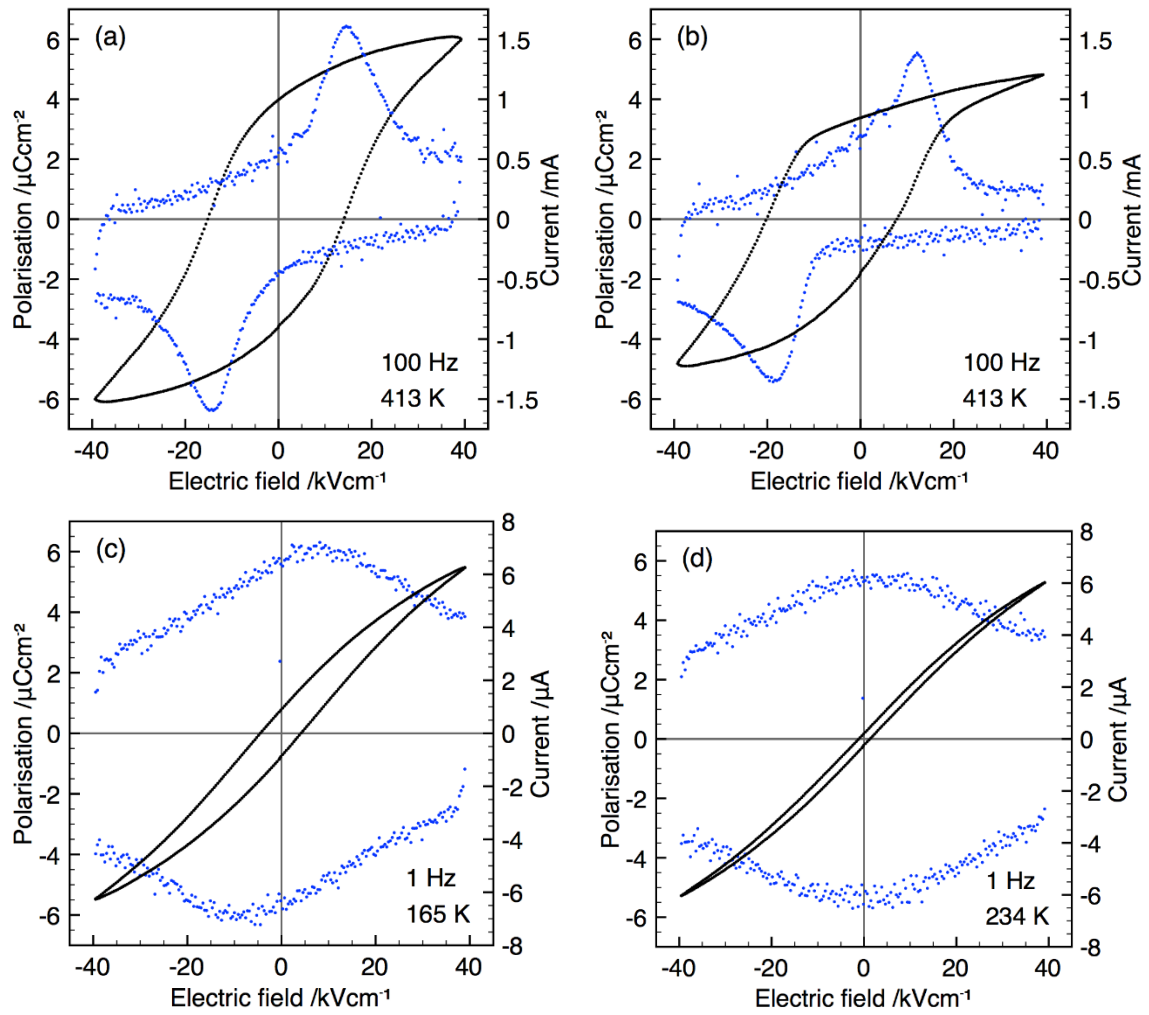 (a)
6
4
2
0
-2
-4
-6
Polarisation /µCcm⁻²
1.5
1
0.5
0
-0.5
-1
-1.5
Current /mA
100 Hz
413 K
-40 -20 0 20 40
Electric field /kVcm⁻¹
(b)
6
4
2
0
-2
-4
-6
Polarisation /µCcm⁻²
1.5
1
0.5
0
-0.5
-1
-1.5
Current /mA
100 Hz
413 K
-40 -20 0 20 40
Electric field /kVcm⁻¹
(c)
6
4
2
0
-2
-4
-6
Polarisation /µCcm⁻²
8
6
4
2
0
-2
-4
-6
-8
Current /µA
1 Hz
165 K
-40 -20 0 20 40
Electric field /kVcm⁻¹
(d)
6
4
2
0
-2
-4
-6
Polarisation /µCcm⁻²
8
6
4
2
0
-2
-4
-6
-8
Current /µA
1 Hz
234 K
-40 -20 0 20 40
Electric field /kVcm⁻¹